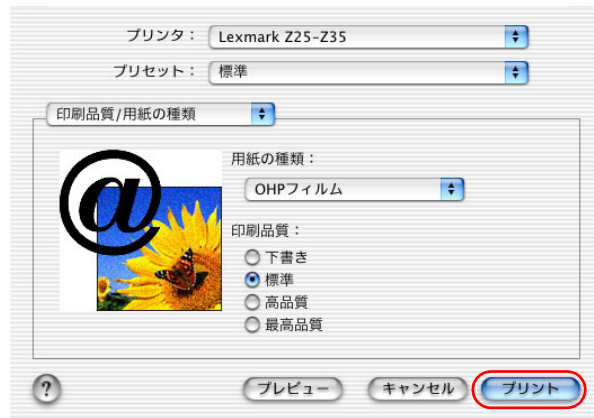 プリンタ： Lexmark Z25-Z35
プリセット： 標準
印刷品質/用紙の種類
用紙の種類：
OHPフィルム
印刷品質：
下書き
標準
高品質
最高品質
@
? プレビュー キャンセル プリント